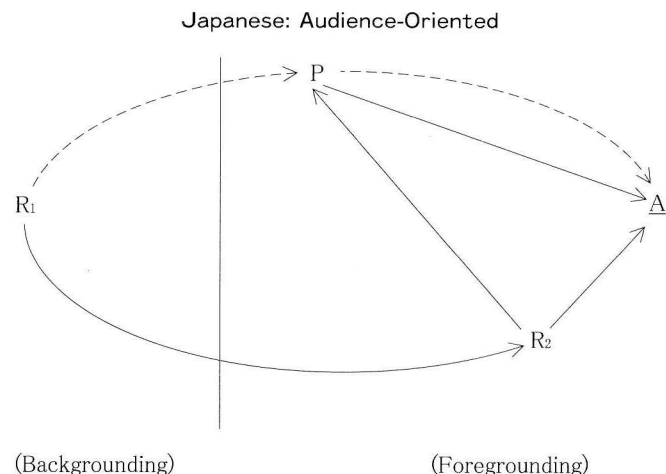 Japanese: Audience-Oriented
P
R₁
A
R₂
(Backgrounding) (Foregrounding)